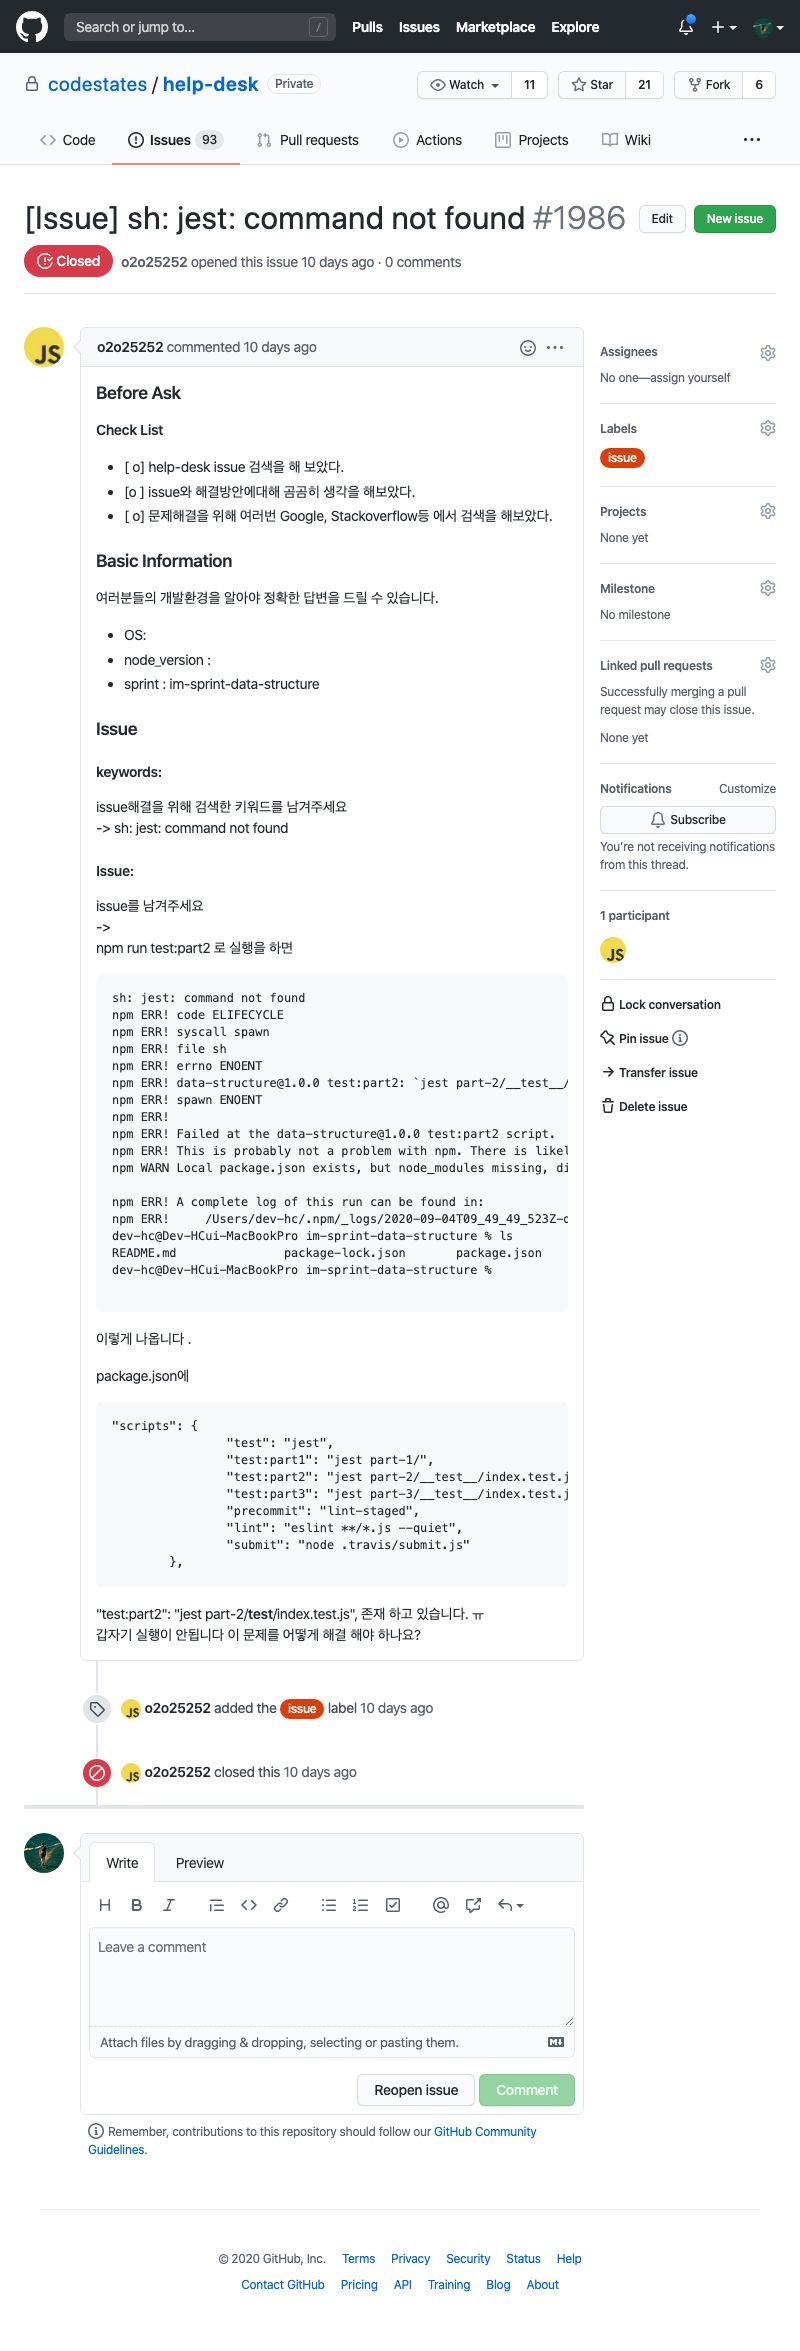 Search or jump to... /
Pulls Issues Marketplace Explore
codestates / help-desk Private
Watch 11 Star 21 Fork 6
Code Issues 93 Pull requests Actions Projects Wiki ...
[Issue] sh: jest: command not found #1986 Edit New issue
Closed o2o25252 opened this issue 10 days ago · 0 comments
JS
o2o25252 commented 10 days ago
Before Ask
Check List
• [ o] help-desk issue 검색을 해 보았다.
• [o ] issue와 해결방안에대해 곰곰히 생각을 해보았다.
• [ o] 문제해결을 위해 여러번 Google, Stackoverflow등 에서 검색을 해보았다.
Basic Information
여러분들의 개발환경을 알아야 정확한 답변을 드릴 수 있습니다.
• OS:
• node_version :
• sprint : im-sprint-data-structure
Issue
keywords:
issue해결을 위해 검색한 키워드를 남겨주세요
-> sh: jest: command not found
Issue:
issue를 남겨주세요
->
npm run test:part2 로 실행을 하면
sh: jest: command not found
npm ERR! code ELIFECYCLE
npm ERR! syscall spawn
npm ERR! file sh
npm ERR! errno ENOENT
npm ERR! data-structure@1.0.0 test:part2: `jest part-2/__test__/
npm ERR! spawn ENOENT
npm ERR!
npm ERR! Failed at the data-structure@1.0.0 test:part2 script.
npm ERR! This is probably not a problem with npm. There is likel
npm WARN Local package.json exists, but node_modules missing, di
npm ERR! A complete log of this run can be found in:
npm ERR!     /Users/dev-hc/.npm/_logs/2020-09-04T09_49_49_523Z-d
dev-hc@Dev-HCui-MacBookPro im-sprint-data-structure % ls
README.md package-lock.json package.json
dev-hc@Dev-HCui-MacBookPro im-sprint-data-structure %
이렇게 나옵니다 .
package.json에
"scripts": {
"test": "jest",
"test:part1": "jest part-1/",
"test:part2": "jest part-2/__test__/index.test.j
"test:part3": "jest part-3/__test__/index.test.j
"precommit": "lint-staged",
"lint": "eslint **/*.js --quiet",
"submit": "node .travis/submit.js"
},
"test:part2": "jest part-2/test/index.test.js", 존재 하고 있습니다. ㅠ
갑자기 실행이 안됩니다 이 문제를 어떻게 해결 해야 하나요?
Assignees
No one—assign yourself
Labels
issue
Projects
None yet
Milestone
No milestone
Linked pull requests
Successfully merging a pull
request may close this issue.
None yet
Notifications Customize
Subscribe
You're not receiving notifications
from this thread.
1 participant
JS
Lock conversation
Pin issue
Transfer issue
Delete issue
JS o2o25252 added the issue label 10 days ago
JS o2o25252 closed this 10 days ago
Write Preview
Leave a comment
Attach files by dragging & dropping, selecting or pasting them.
Reopen issue Comment
Remember, contributions to this repository should follow our GitHub Community
Guidelines.
© 2020 GitHub, Inc. Terms Privacy Security Status Help
Contact GitHub Pricing API Training Blog About